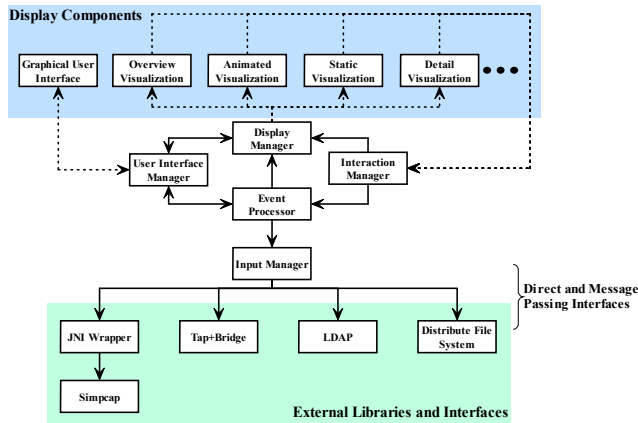 Display Components
Graphical User
Interface
Overview
Visualization
Animated
Visualization
Static
Visualization
Detail
Visualization
Display
Manager
User Interface
Manager
Interaction
Manager
Event
Processor
Input Manager
Direct and Message
Passing Interfaces
JNI Wrapper
Tap+Bridge
LDAP
Distribute File
System
Simpcap
External Libraries and Interfaces